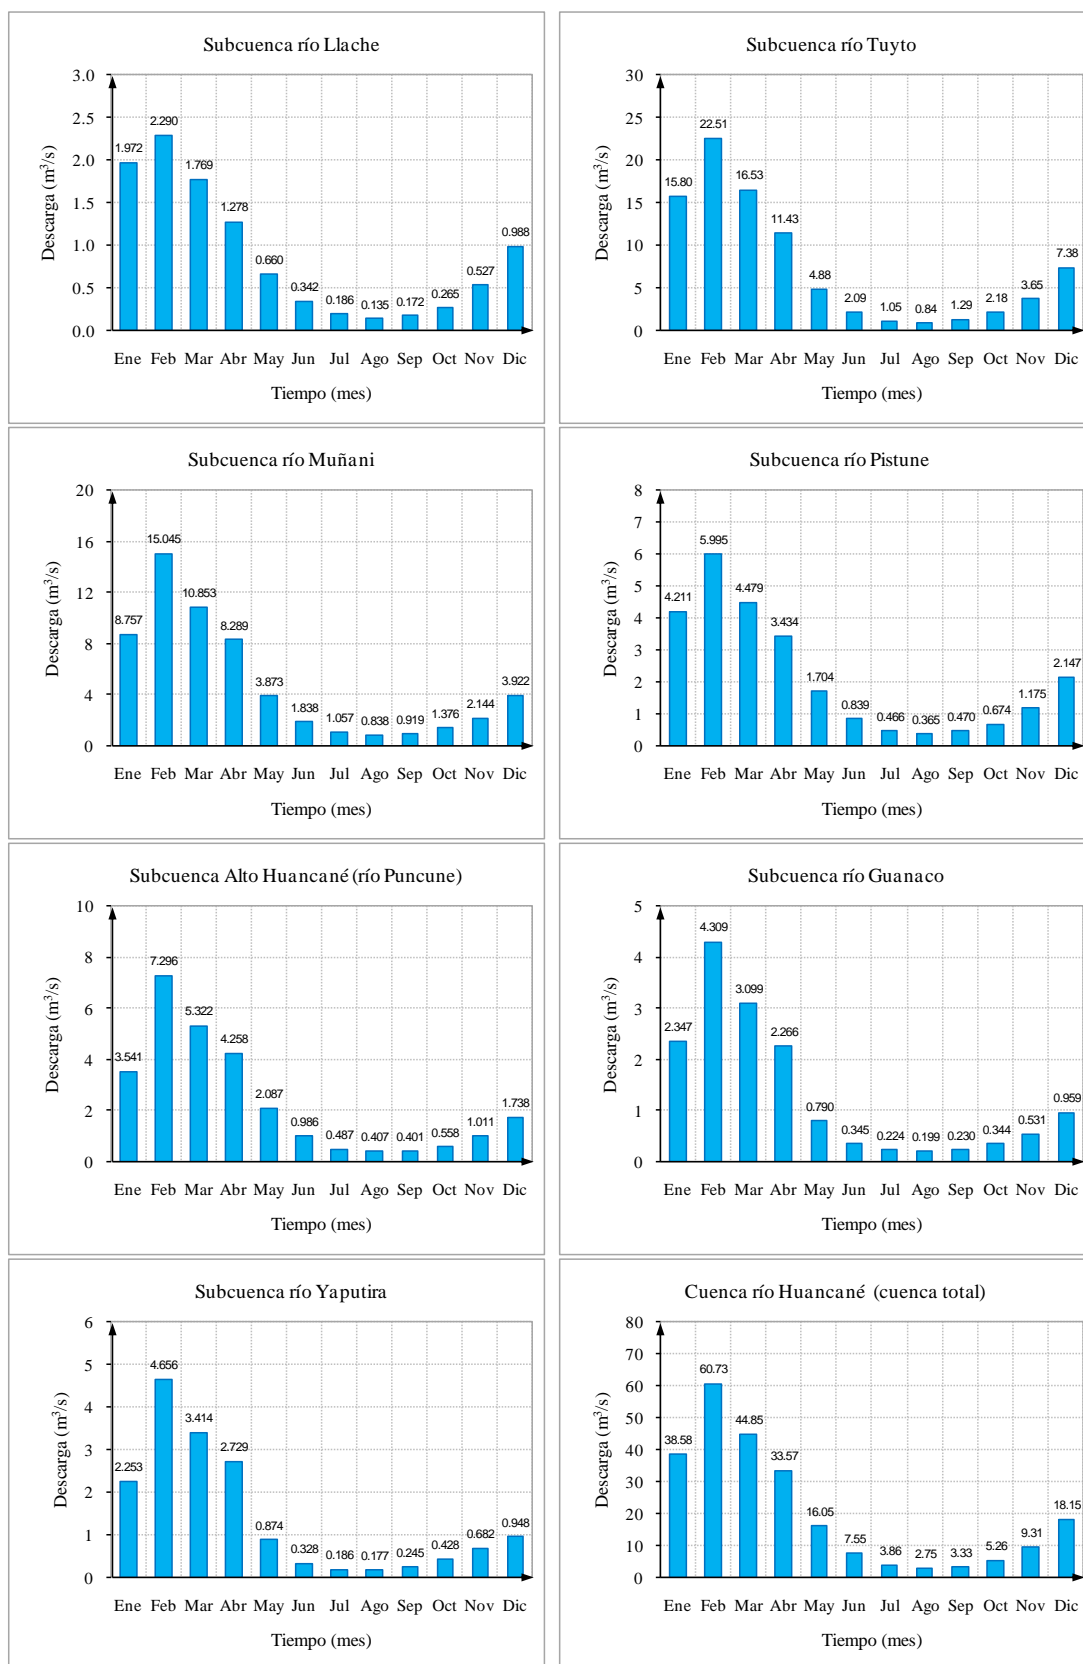 Subcuenca río Llache
Descarga (m³/s)
3.0
2.5
2.0
1.5
1.0
0.5
0.0
1.972 2.290 1.769 1.278 0.660 0.342 0.186 0.135 0.172 0.265 0.527 0.988
Ene Feb Mar Abr May Jun Jul Ago Sep Oct Nov Dic
Tiempo (mes)
Subcuenca río Tuyto
Descarga (m³/s)
30
25
20
15
10
5
0
15.80 22.51 16.53 11.43 4.88 2.09 1.05 0.84 1.29 2.18 3.65 7.38
Ene Feb Mar Abr May Jun Jul Ago Sep Oct Nov Dic
Tiempo (mes)
Subcuenca río Muñani
Descarga (m³/s)
20
16
12
8
4
0
8.757 15.045 10.853 8.289 3.873 1.838 1.057 0.838 0.919 1.376 2.144 3.922
Ene Feb Mar Abr May Jun Jul Ago Sep Oct Nov Dic
Tiempo (mes)
Subcuenca río Pistune
Descarga (m³/s)
8
7
6
5
4
3
2
1
0
4.211 5.995 4.479 3.434 1.704 0.839 0.466 0.365 0.470 0.674 1.175 2.147
Ene Feb Mar Abr May Jun Jul Ago Sep Oct Nov Dic
Tiempo (mes)
Subcuenca Alto Huancané (río Puncune)
Descarga (m³/s)
10
8
6
4
2
0
3.541 7.296 5.322 4.258 2.087 0.986 0.487 0.407 0.401 0.558 1.011 1.738
Ene Feb Mar Abr May Jun Jul Ago Sep Oct Nov Dic
Tiempo (mes)
Subcuenca río Guanaco
Descarga (m³/s)
5
4
3
2
1
0
2.347 4.309 3.099 2.266 0.790 0.345 0.224 0.199 0.230 0.344 0.531 0.959
Ene Feb Mar Abr May Jun Jul Ago Sep Oct Nov Dic
Tiempo (mes)
Subcuenca río Yaputira
Descarga (m³/s)
6
5
4
3
2
1
0
2.253 4.656 3.414 2.729 0.874 0.328 0.186 0.177 0.245 0.428 0.682 0.948
Ene Feb Mar Abr May Jun Jul Ago Sep Oct Nov Dic
Tiempo (mes)
Cuenca río Huancané (cuenca total)
Descarga (m³/s)
80
70
60
50
40
30
20
10
0
38.58 60.73 44.85 33.57 16.05 7.55 3.86 2.75 3.33 5.26 9.31 18.15
Ene Feb Mar Abr May Jun Jul Ago Sep Oct Nov Dic
Tiempo (mes)